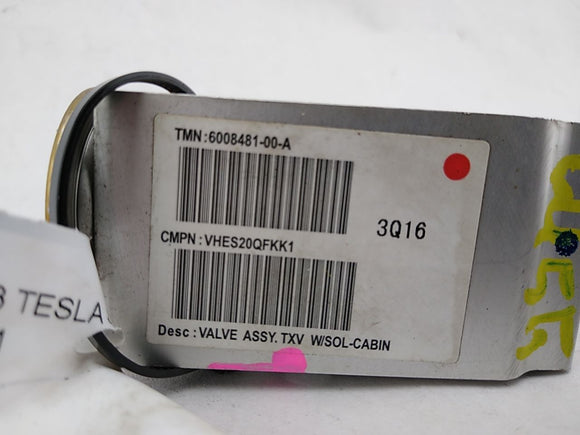 TMN:6008481-00-A
3Q16
CMPN:VHES20QFKK1
Desc:VALVE ASSY. TXV W/SOL-CABIN
TESLA